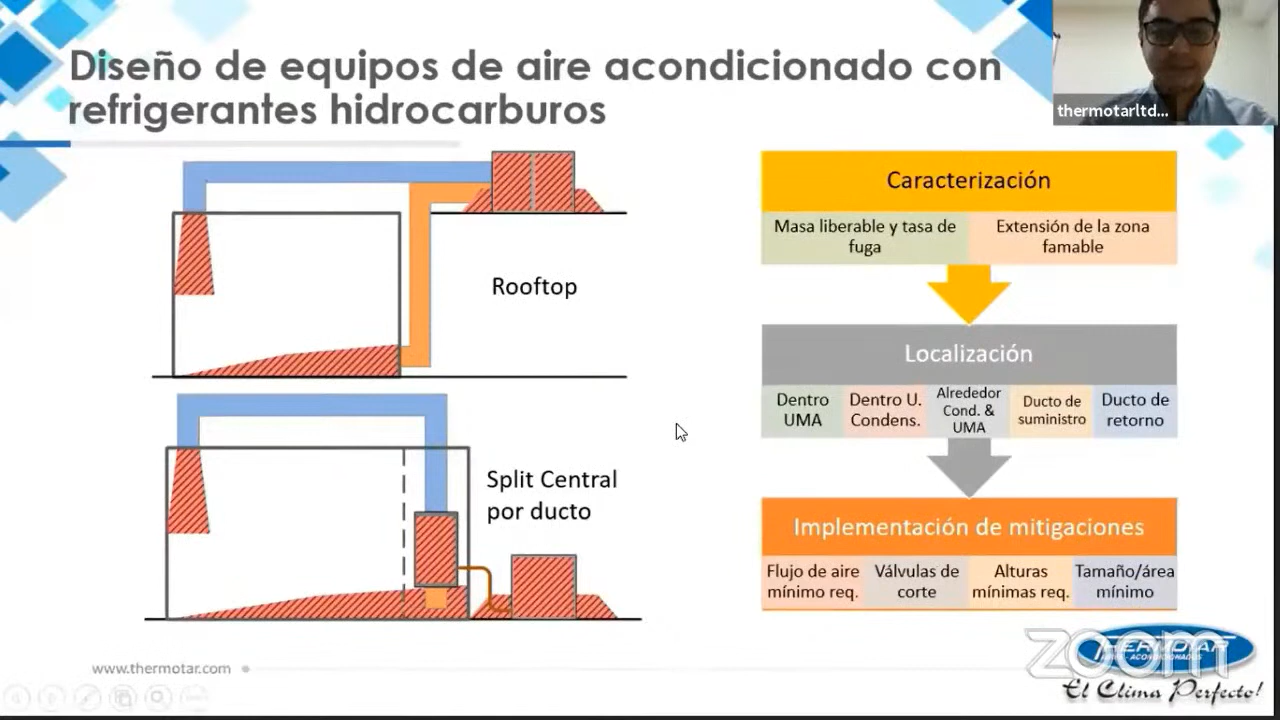 Diseño de equipos de aire acondicionado con
refrigerantes hidrocarburos
thermotarltd...
Rooftop
Split Central
por ducto
Caracterización
Masa liberable y tasa de
fuga
Extensión de la zona
famable
Localización
Dentro
UMA
Dentro U.
Condens.
Alrededor
Cond. &
UMA
Ducto de
suministro
Ducto de
retorno
Implementación de mitigaciones
Flujo de aire
mínimo req.
Válvulas de
corte
Alturas
mínimas req.
Tamaño/área
mínimo
www.thermotar.com
zoom
THERMOTAR
El Clima Perfecto!